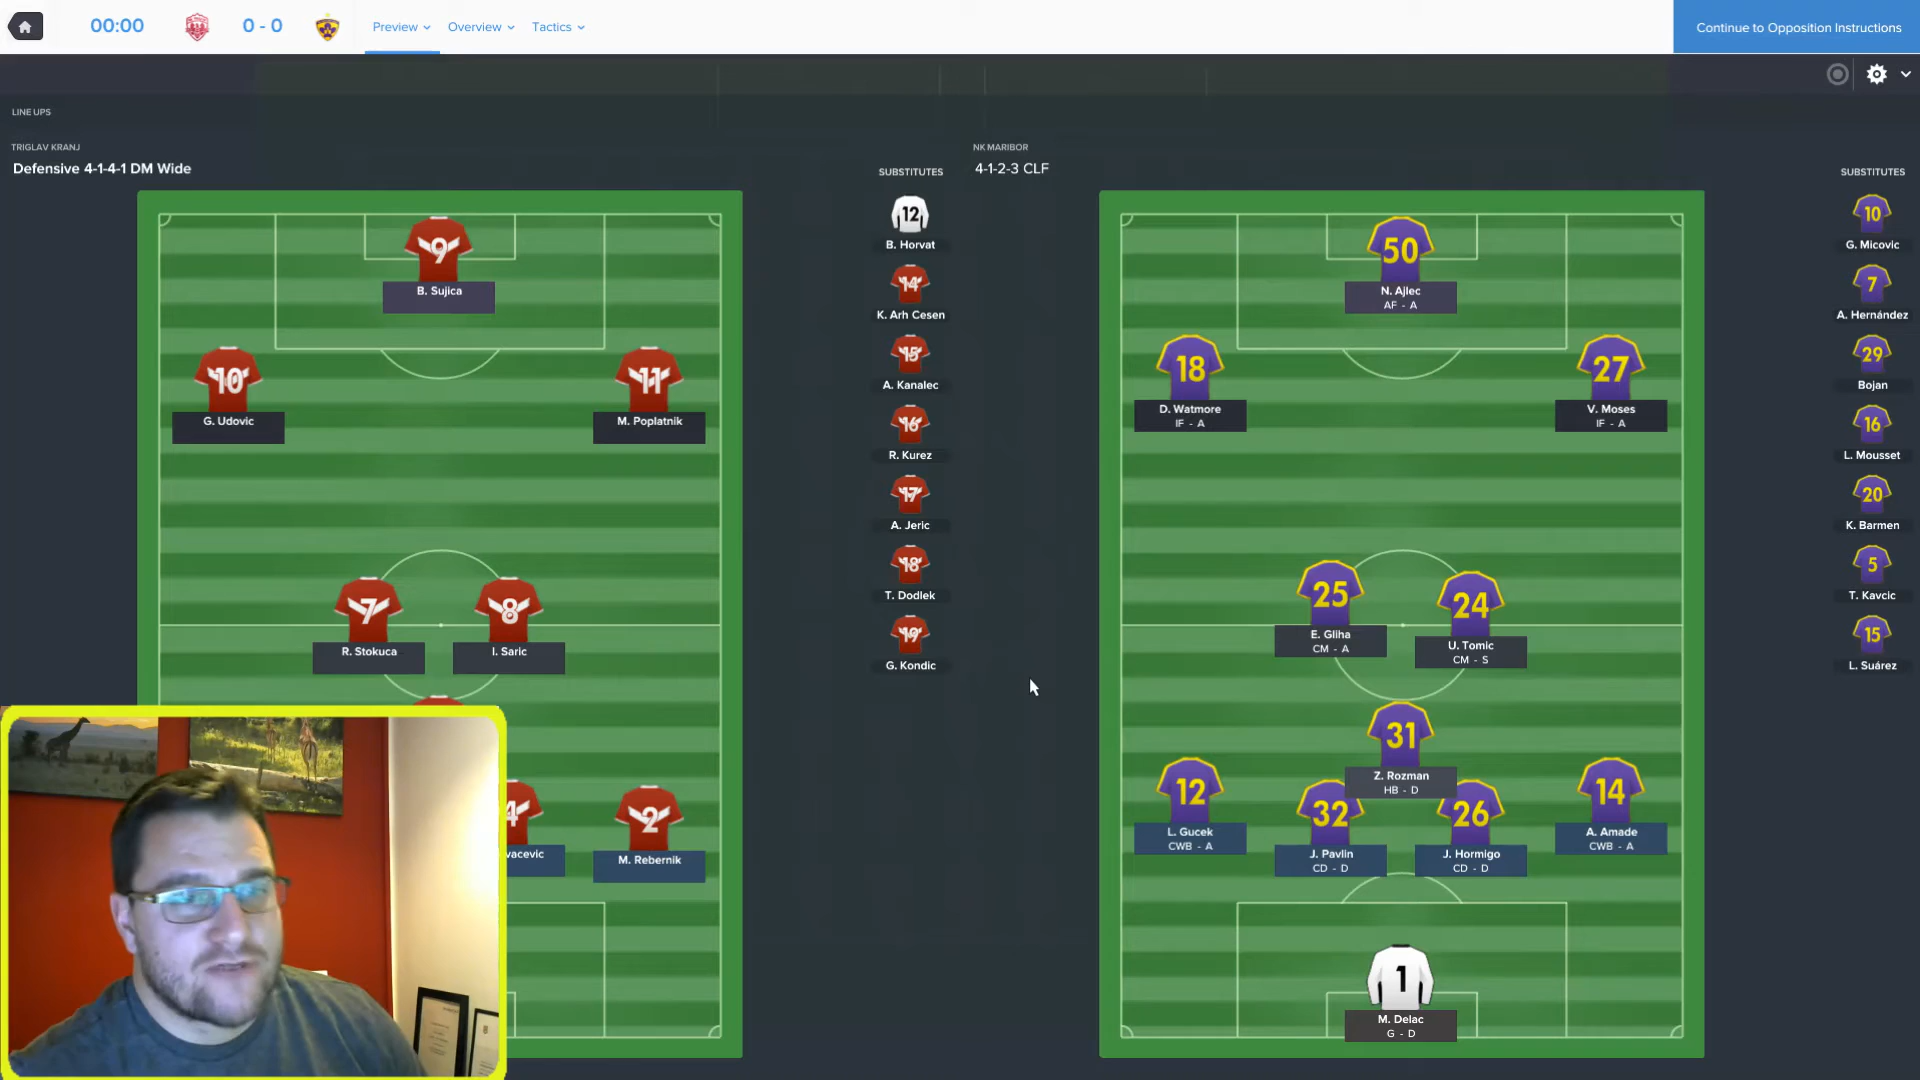 00:00
0 - 0
Preview
Overview
Tactics
Continue to Opposition Instructions
LINE UPS
TRIGLAV KRANJ
Defensive 4-1-4-1 DM Wide
SUBSTITUTES
NK MARIBOR
4-1-2-3 CLF
SUBSTITUTES
9
B. Sujica
10
G. Udovic
11
M. Poplatnik
7
R. Stokuca
8
I. Saric
4
vacevic
2
M. Rebernik
12
B. Horvat
14
K. Arh Cesen
15
A. Kanalec
16
R. Kurez
17
A. Jeric
18
T. Dodlek
19
G. Kondic
50
N. Ajlec
AF - A
18
D. Watmore
IF - A
27
V. Moses
IF - A
25
E. Gliha
CM - A
24
U. Tomic
CM - S
31
Z. Rozman
HB - D
12
L. Gucek
CWB - A
32
J. Pavlin
CD - D
26
J. Hormigo
CD - D
14
A. Amade
CWB - A
1
M. Delac
G - D
10
G. Micovic
7
A. Hernández
29
Bojan
16
L. Mousset
20
K. Barmen
5
T. Kavcic
15
L. Suárez